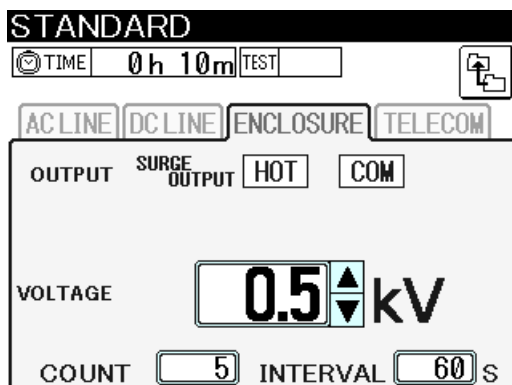 STANDARD
TIME 0h 10m TEST
AC LINE DC LINE ENCLOSURE TELECOM
OUTPUT SURGE OUTPUT HOT COM
VOLTAGE 0.5 kV
COUNT 5 INTERVAL 60 S